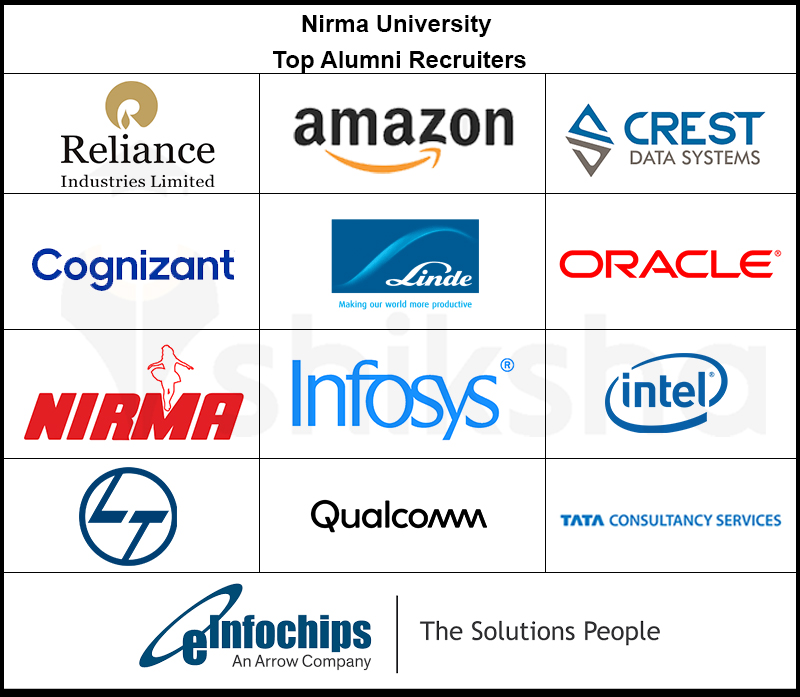 Nirma University
Top Alumni Recruiters
Reliance
Industries Limited
amazon
CREST
DATA SYSTEMS
Cognizant
Linde
Making our world more productive
ORACLE®
NIRMA
Infosys®
intel®
LT
Qualcomm
TATA CONSULTANCY SERVICES
eInfochips
An Arrow Company
The Solutions People
shiksha